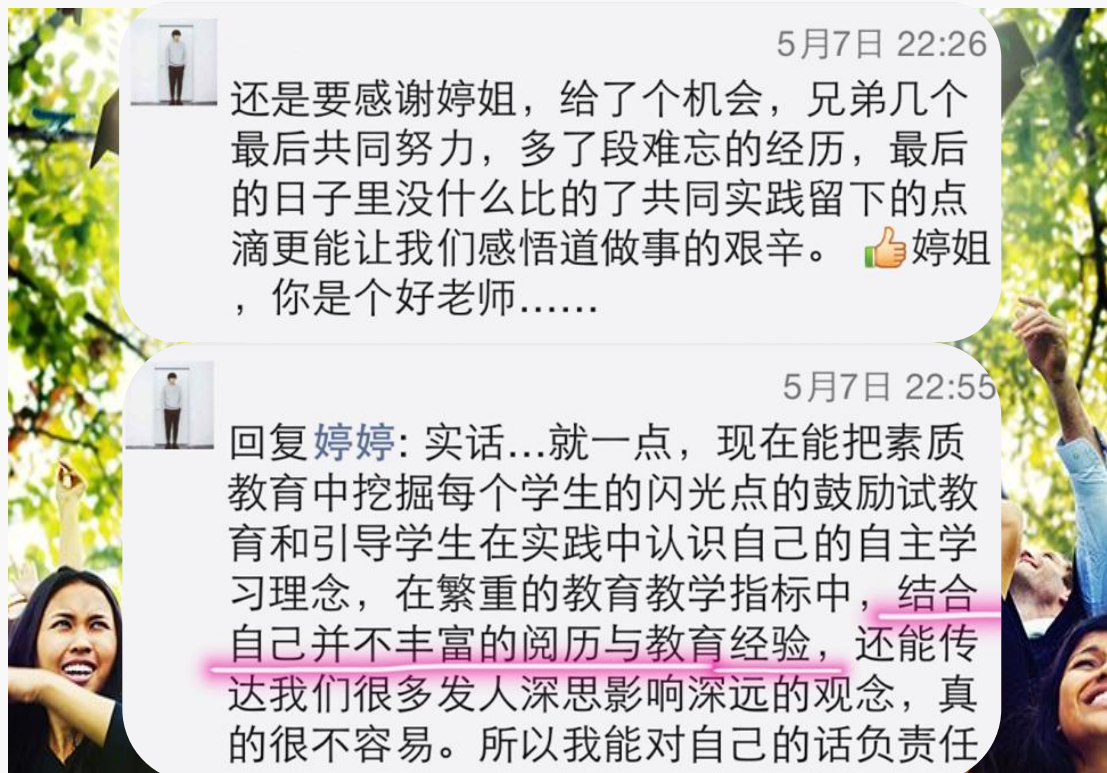 5月7日 22:26
还是要感谢婷姐，给了个机会，兄弟几个
最后共同努力，多了段难忘的经历，最后
的日子里没什么比的了共同实践留下的点
滴更能让我们感悟道做事的艰辛。👍婷姐
，你是个好老师......
5月7日 22:55
回复婷婷: 实话...就一点，现在能把素质
教育中挖掘每个学生的闪光点的鼓励试教
育和引导学生在实践中认识自己的自主学
习理念，在繁重的教育教学指标中，结合
自己并不丰富的阅历与教育经验，还能传
达我们很多发人深思影响深远的观念，真
的很不容易。所以我能对自己的话负责任